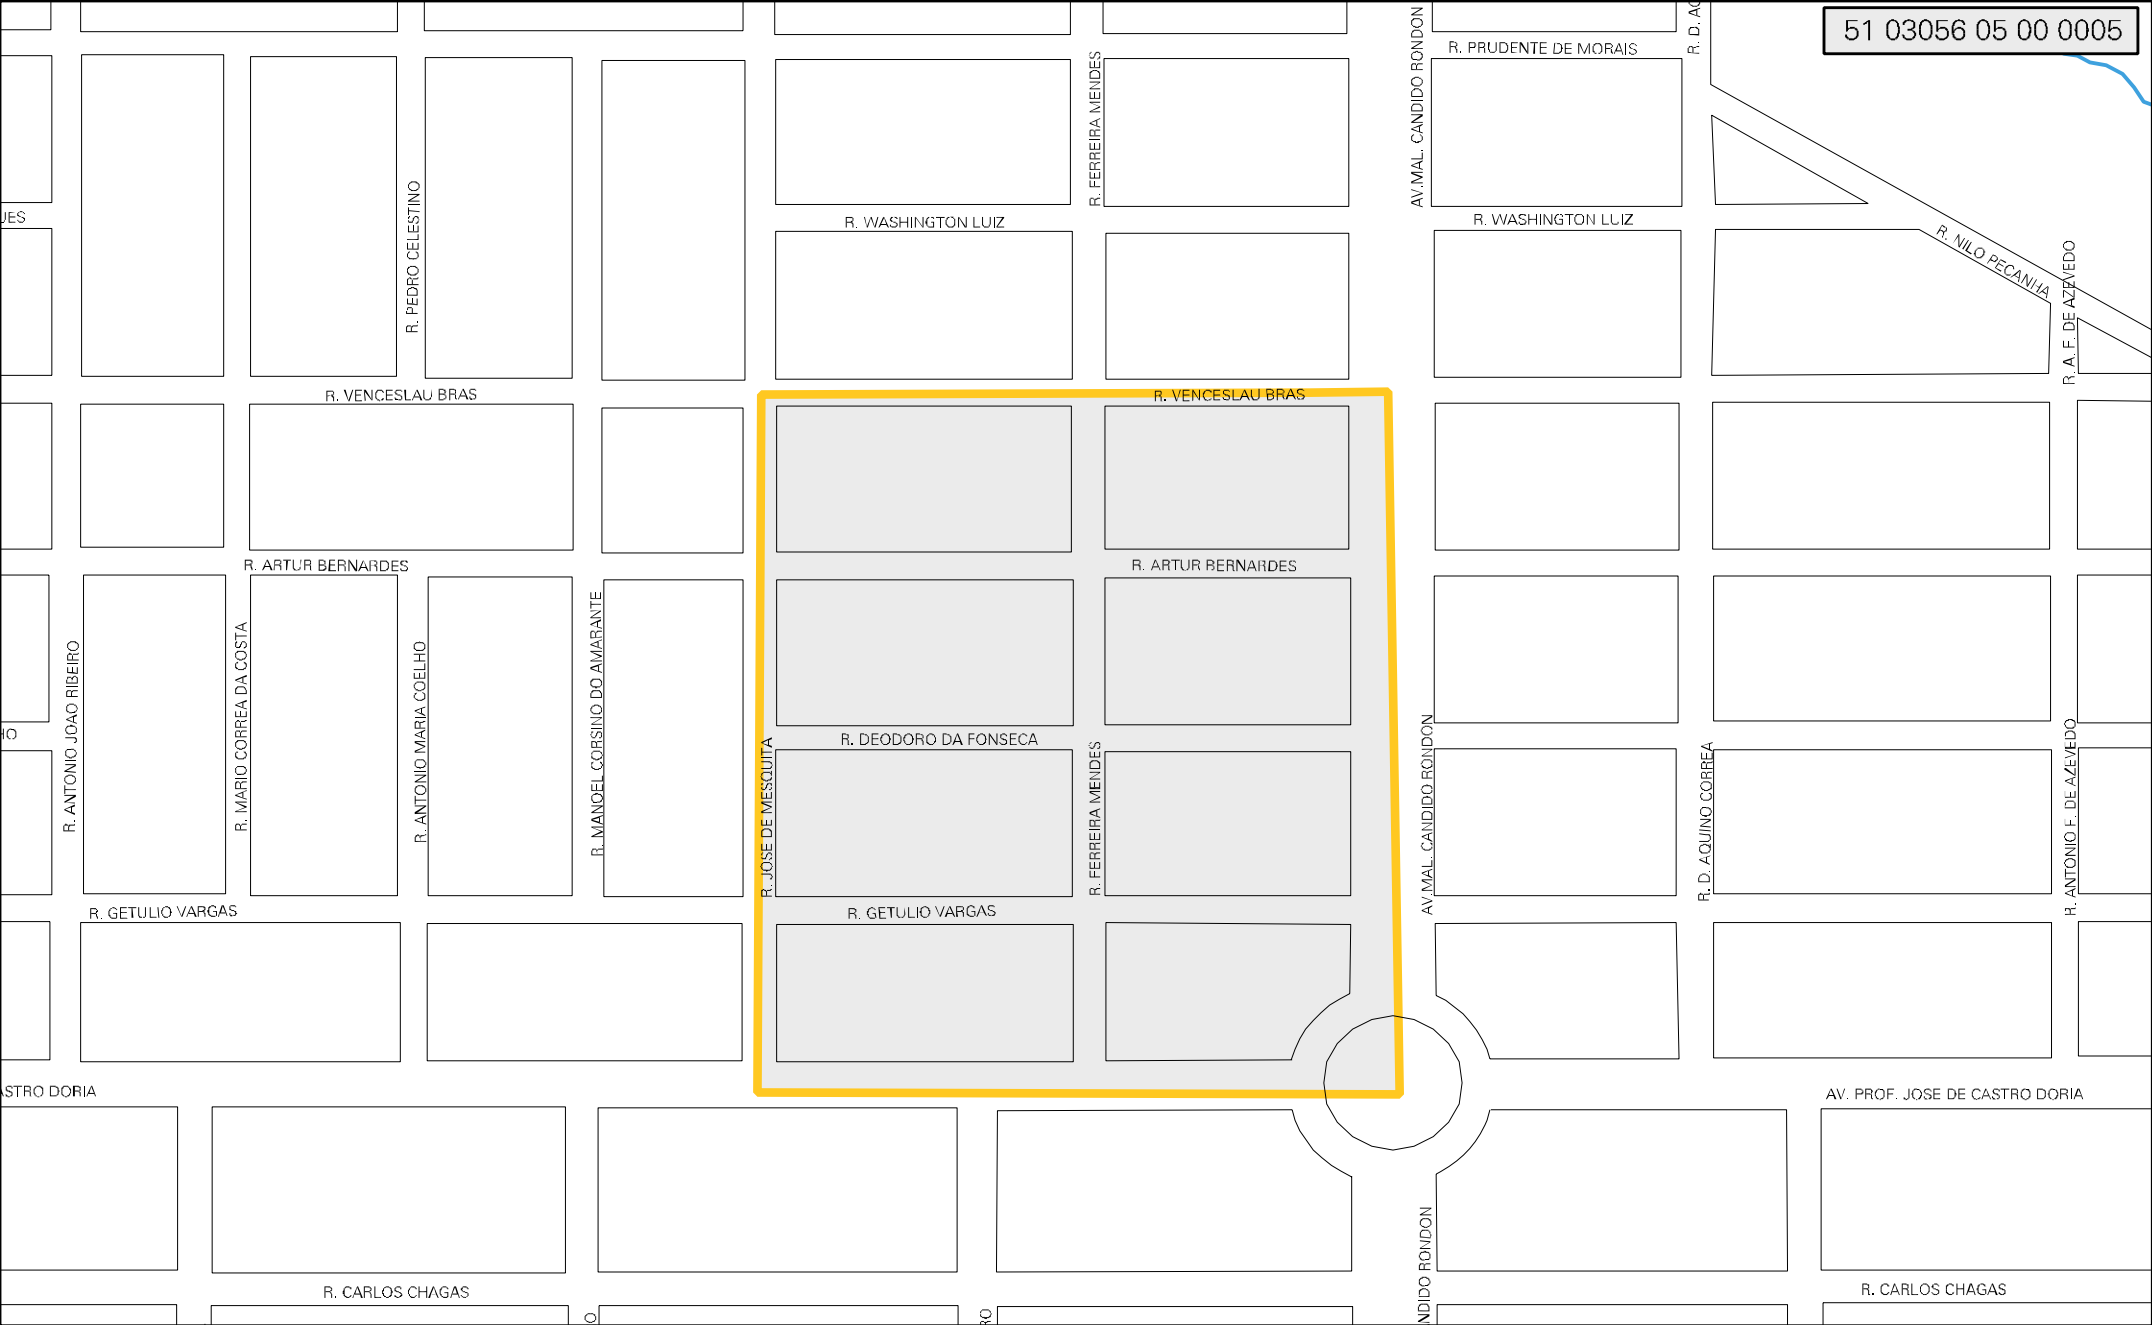 51 03056 05 00 0005
R. PRUDENTE DE MORAIS
AV.MAL. CANDIDO RONDON
R. FERREIRA MENDES
R. PEDRO CELESTINO
R. WASHINGTON LUIZ
R. WASHINGTON LUIZ
R. NILO PECANHA
R. A. F. DE AZEVEDO
R. VENCESLAU BRAS
R. VENCESLAU BRAS
R. ARTUR BERNARDES
R. ARTUR BERNARDES
R. ANTONIO JOAO RIBEIRO
R. MARIO CORREA DA COSTA
R. ANTONIO MARIA COELHO
R. MANOEL CORSINO DO AMARANTE
R. JOSE DE MESQUITA
R. DEODORO DA FONSECA
R. FERREIRA MENDES
AV.MAL. CANDIDO RONDON
R. D. AQUINO CORREA
R. ANTONIO F. DE AZEVEDO
R. GETULIO VARGAS
R. GETULIO VARGAS
ASTRO DORIA
AV. PROF. JOSE DE CASTRO DORIA
NDIDO RONDON
R. CARLOS CHAGAS
R. CARLOS CHAGAS